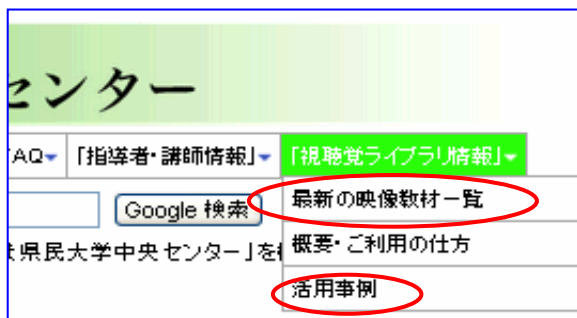 センター
FAQ 「指導者・講師情報」 「視聴覚ライブラリ情報」
最新の映像教材一覧
Google 検索
県民大学中央センター」を
概要・ご利用の仕方
活用事例